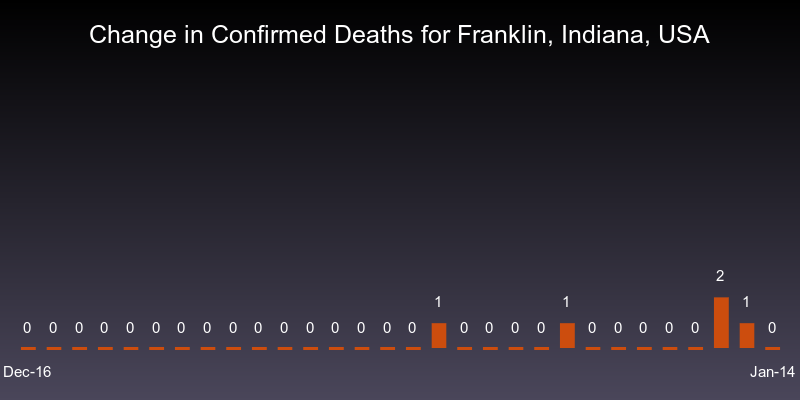 Change in Confirmed Deaths for Franklin, Indiana, USA
2
1 1 1
0 0 0 0 0 0 0 0 0 0 0 0 0 0 0 0 0 0 0 0 0 0 0 0 0 0
Dec-16 Jan-14